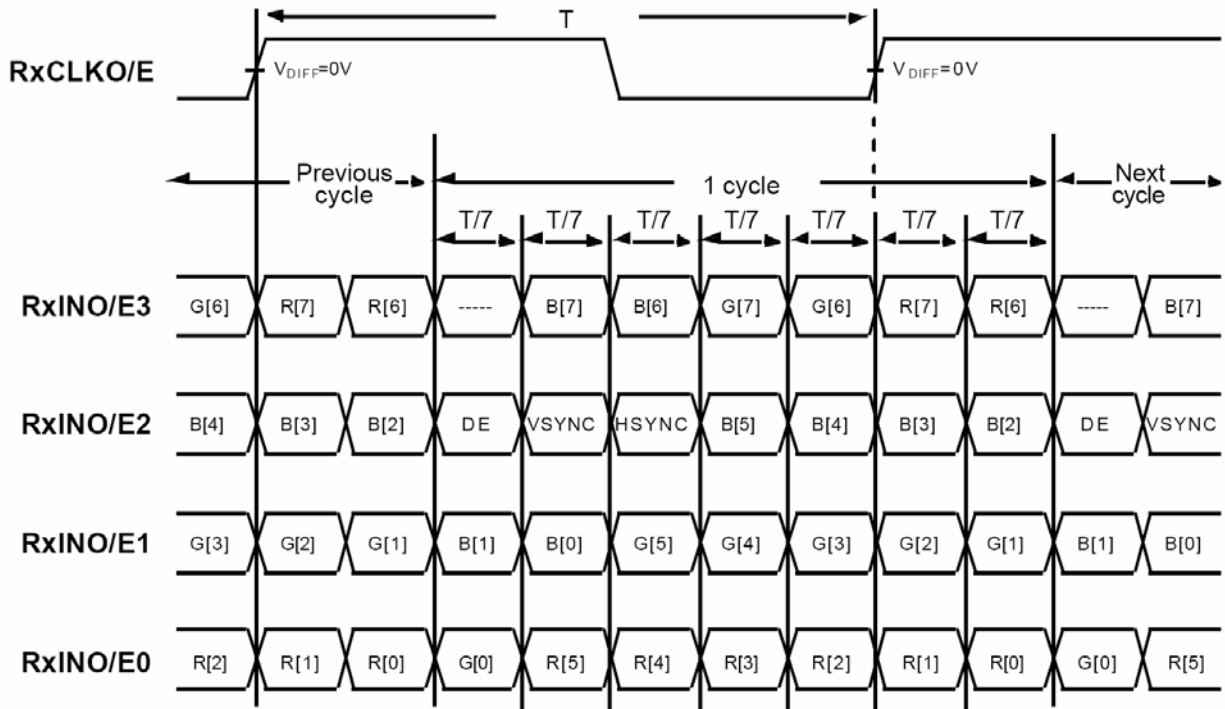 T
RxCLKO/E
VDIFF=0V VDIFF=0V
Previous cycle 1 cycle Next cycle
T/7 T/7 T/7 T/7 T/7 T/7 T/7
RxINO/E3 G[6] R[7] R[6] ----- B[7] B[6] G[7] G[6] R[7] R[6] ----- B[7]
RxINO/E2 B[4] B[3] B[2] DE VSYNC HSYNC B[5] B[4] B[3] B[2] DE VSYNC
RxINO/E1 G[3] G[2] G[1] B[1] B[0] G[5] G[4] G[3] G[2] G[1] B[1] B[0]
RxINO/E0 R[2] R[1] R[0] G[0] R[5] R[4] R[3] R[2] R[1] R[0] G[0] R[5]